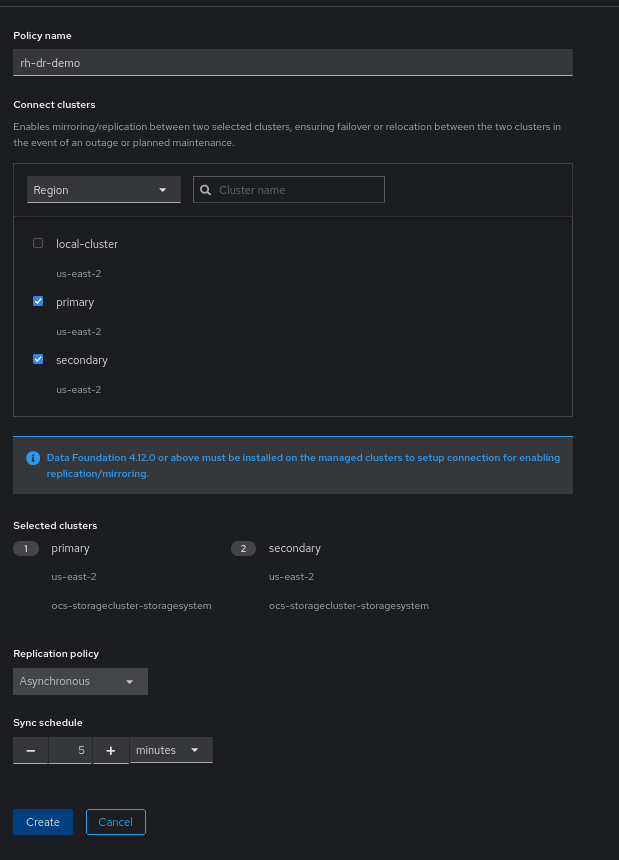 Policy name
rh-dr-demo
Connect clusters
Enables mirroring/replication between two selected clusters, ensuring failover or relocation between the two clusters in
the event of an outage or planned maintenance.
Region
Cluster name
local-cluster
us-east-2
primary
us-east-2
secondary
us-east-2
Data Foundation 4.12.0 or above must be installed on the managed clusters to setup connection for enabling
replication/mirroring.
Selected clusters
1 primary 2 secondary
us-east-2 us-east-2
ocs-storagecluster-storagesystem ocs-storagecluster-storagesystem
Replication policy
Asynchronous
Sync schedule
− 5 + minutes
Create Cancel